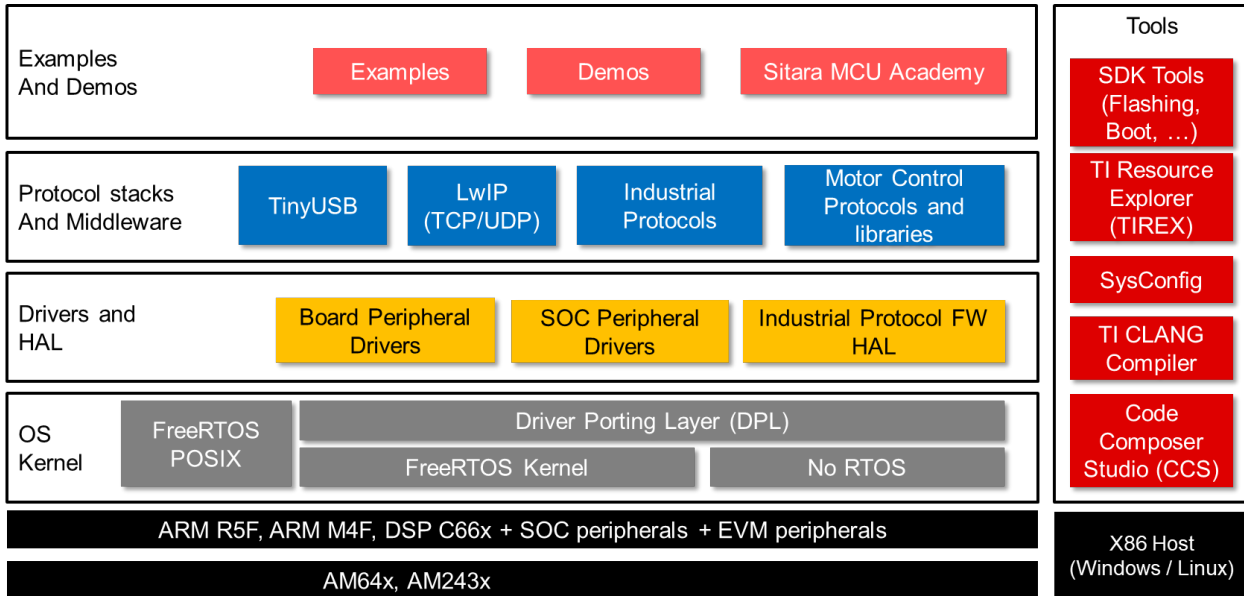 Examples
And Demos
Examples
Demos
Sitara MCU Academy
Protocol stacks
And Middleware
TinyUSB
LwIP
(TCP/UDP)
Industrial
Protocols
Motor Control
Protocols and
libraries
Drivers and
HAL
Board Peripheral
Drivers
SOC Peripheral
Drivers
Industrial Protocol FW
HAL
OS
Kernel
FreeRTOS
POSIX
Driver Porting Layer (DPL)
FreeRTOS Kernel
No RTOS
ARM R5F, ARM M4F, DSP C66x + SOC peripherals + EVM peripherals
AM64x, AM243x
Tools
SDK Tools
(Flashing,
Boot, …)
TI Resource
Explorer
(TIREX)
SysConfig
TI CLANG
Compiler
Code
Composer
Studio (CCS)
X86 Host
(Windows / Linux)